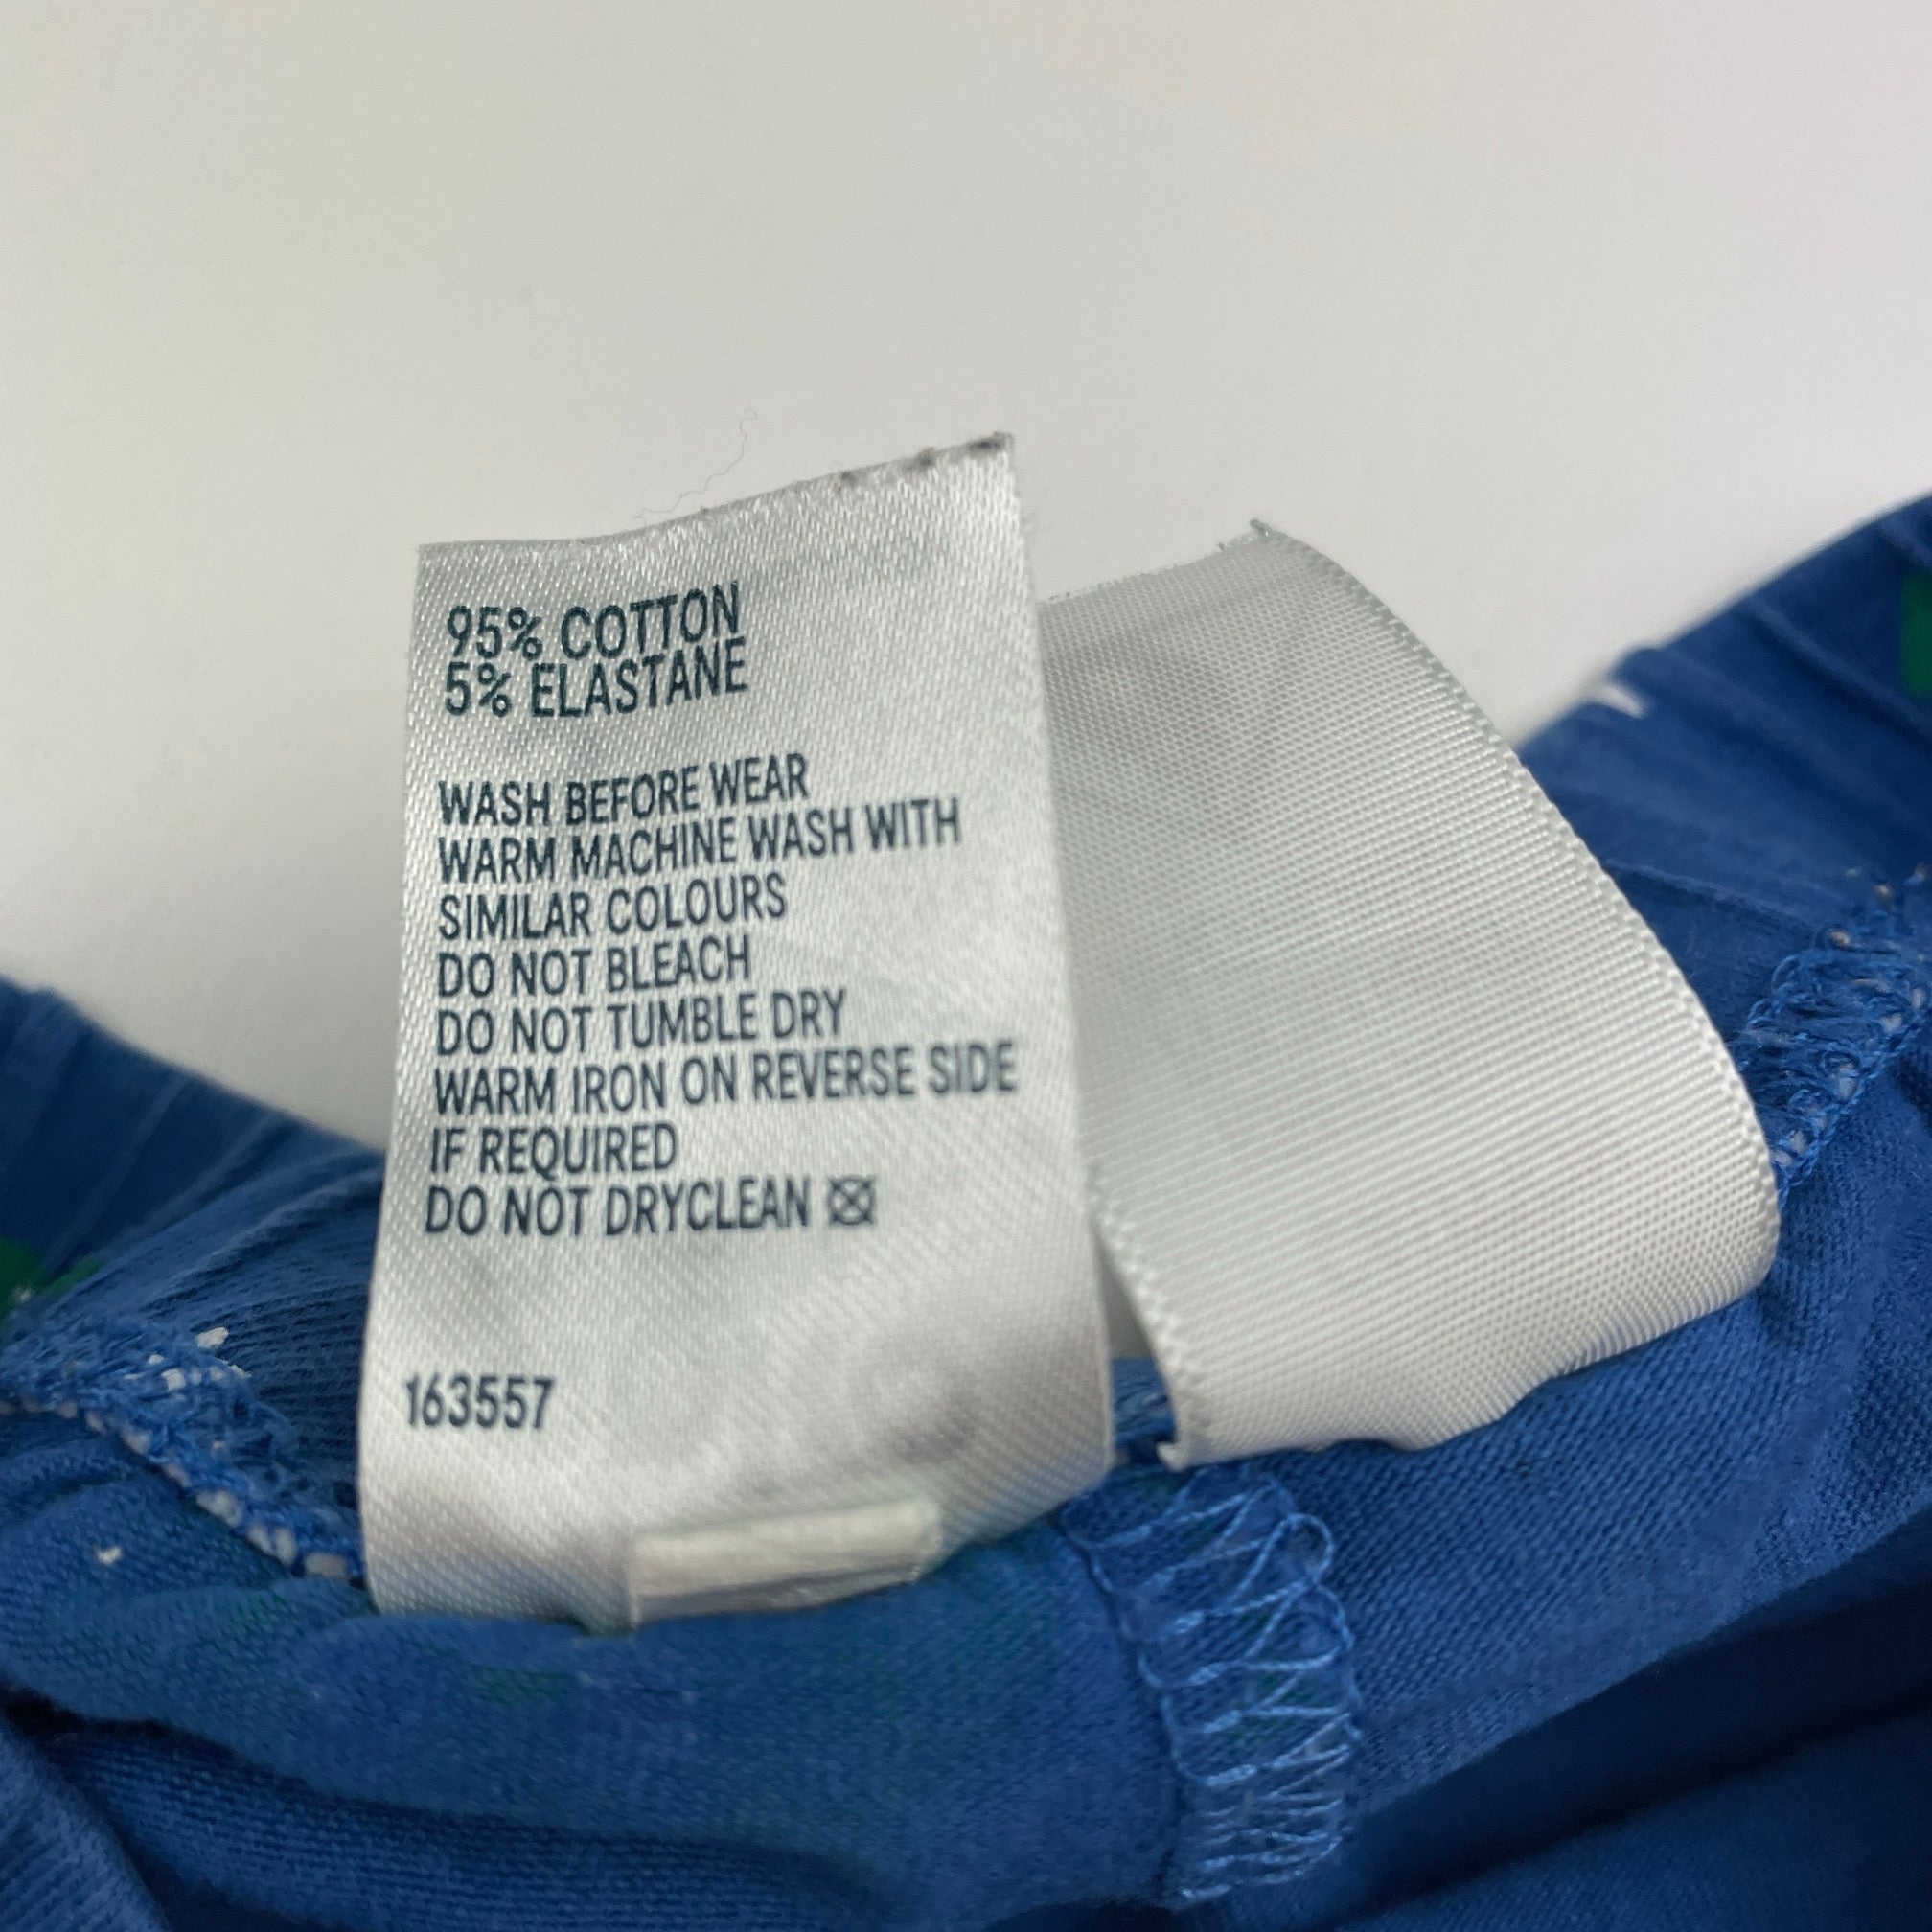 95% COTTON
5% ELASTANE
WASH BEFORE WEAR
WARM MACHINE WASH WITH
SIMILAR COLOURS
DO NOT BLEACH
DO NOT TUMBLE DRY
WARM IRON ON REVERSE SIDE
IF REQUIRED
DO NOT DRYCLEAN
163557